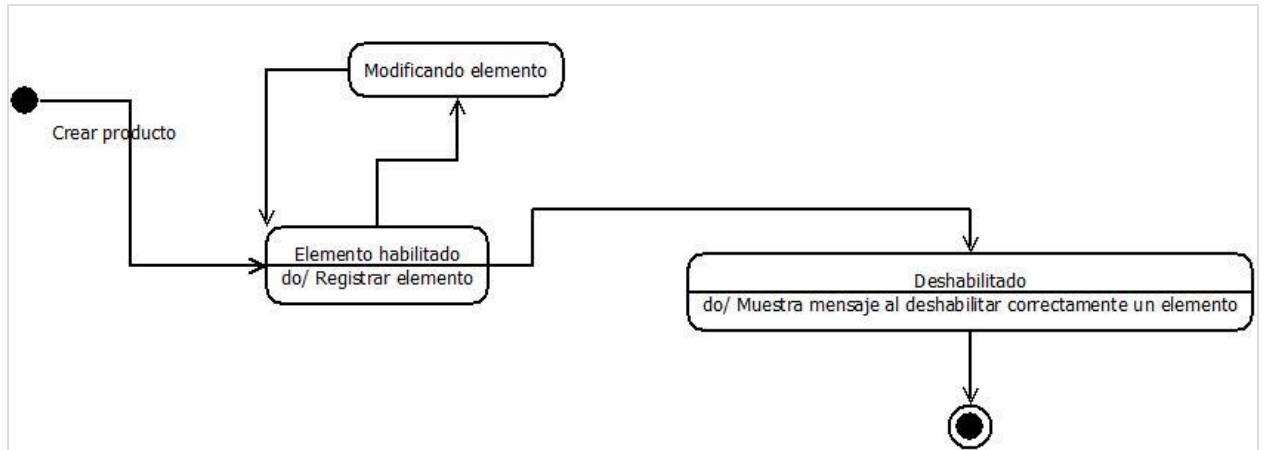 Modificando elemento
Crear producto
Elemento habilitado
do/ Registrar elemento
Deshabilitado
do/ Muestra mensaje al deshabilitar correctamente un elemento